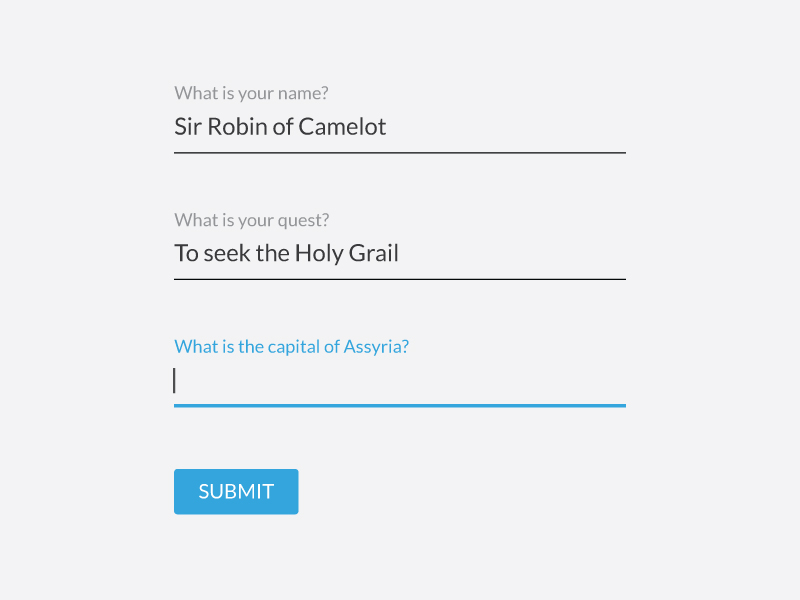 What is your name?
Sir Robin of Camelot
What is your quest?
To seek the Holy Grail
What is the capital of Assyria?
SUBMIT